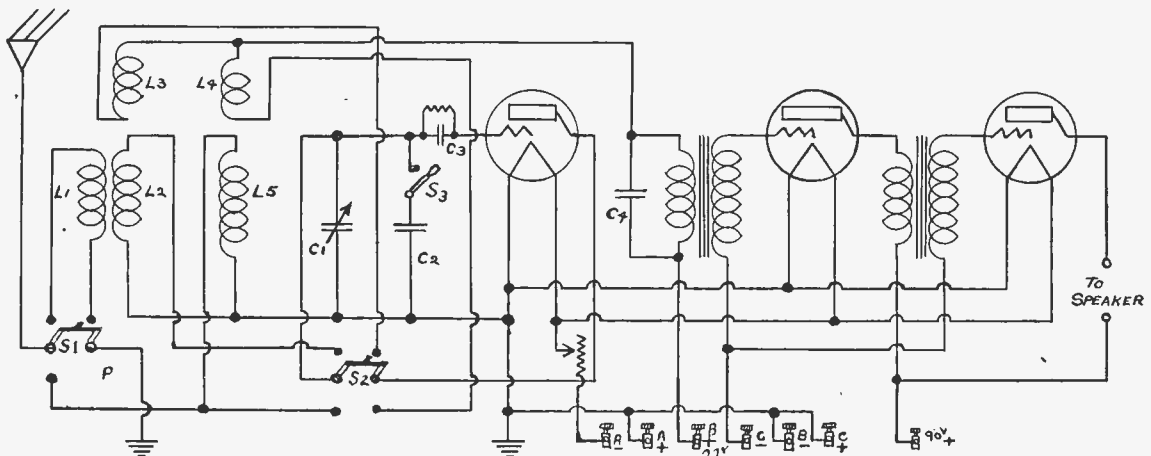 L3
L4
L1
L2
L5
C1
C2
C3
S3
C4
S1
P
S2
TO
SPEAKER
A
-
A
+
B
+
22V
C
-
B
-
C
+
90V+